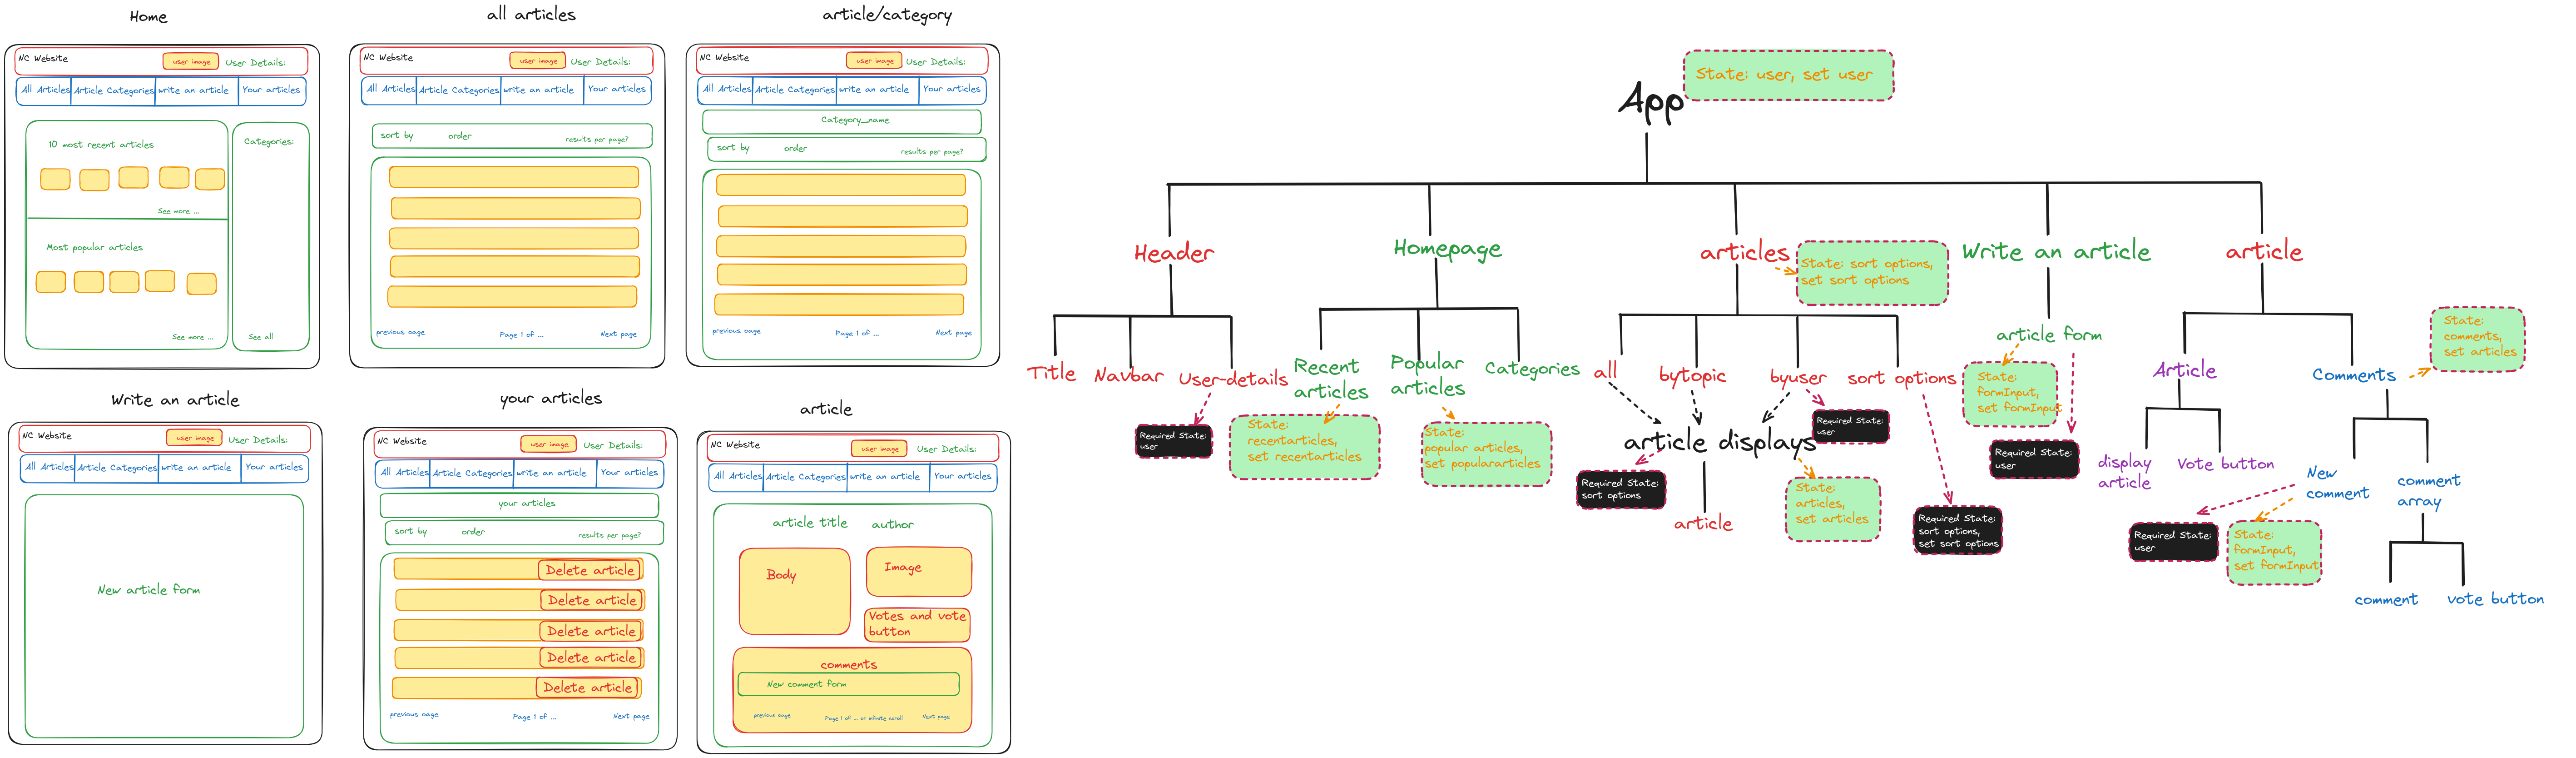 Home
NC Website
user image
User Details:
All Articles
Article Categories
write an article
Your articles
10 most recent articles
See more ...
Most popular articles
See more ...
Categories:
See all
all articles
NC Website
user image
User Details:
All Articles
Article Categories
write an article
Your articles
sort by
order
results per page?
previous oage
Page 1 of ...
Next page
article/category
NC Website
user image
User Details:
All Articles
Article Categories
write an article
Your articles
Category_name
sort by
order
results per page?
previous oage
Page 1 of ...
Next page
Write an article
NC Website
user image
User Details:
All Articles
Article Categories
write an article
Your articles
New article form
your articles
NC Website
user image
User Details:
All Articles
Article Categories
write an article
Your articles
your articles
sort by
order
results per page?
Delete article
Delete article
Delete article
Delete article
Delete article
previous oage
Page 1 of ...
Next page
article
NC Website
user image
User Details:
All Articles
Article Categories
write an article
Your articles
article title
author
Body
Image
Votes and vote
button
comments
New comment form
previous oage
Page 1 of ... or infinite scroll
Next page
App
State: user, set user
Header
Title
Navbar
User-details
Required State:
user
Homepage
Recent
articles
State:
recentarticles,
set recentarticles
Popular
articles
State:
popular articles,
set populararticles
Categories
articles
State: sort options,
set sort options
all
bytopic
byuser
Required State:
user
sort options
Required State:
sort options,
set sort options
article displays
Required State:
sort options
State:
articles,
set articles
article
Write an article
article form
State:
formInput,
set formInput
Required State:
user
article
Article
display
article
Vote button
Comments
State:
comments,
set articles
New
comment
Required State:
user
State:
formInput,
set formInput
comment
array
comment
vote button